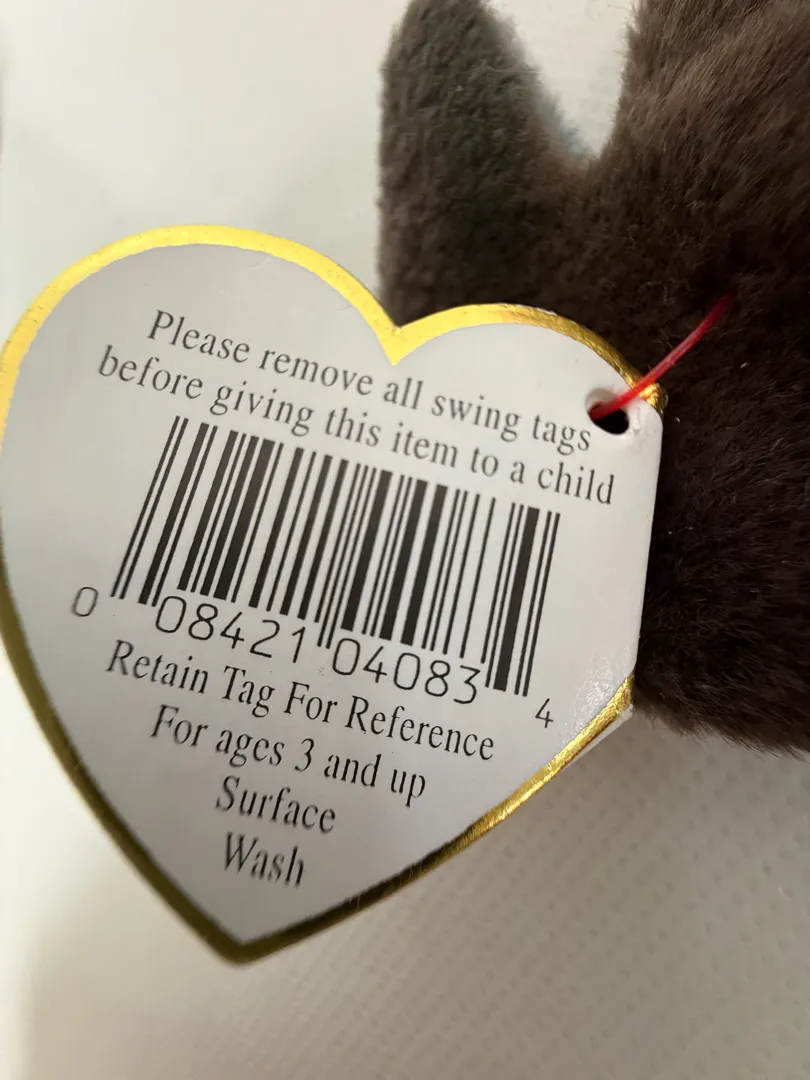 Please remove all swing tags
before giving this item to a child
0 08421 04083 4
Retain Tag For Reference
For ages 3 and up
Surface
Wash